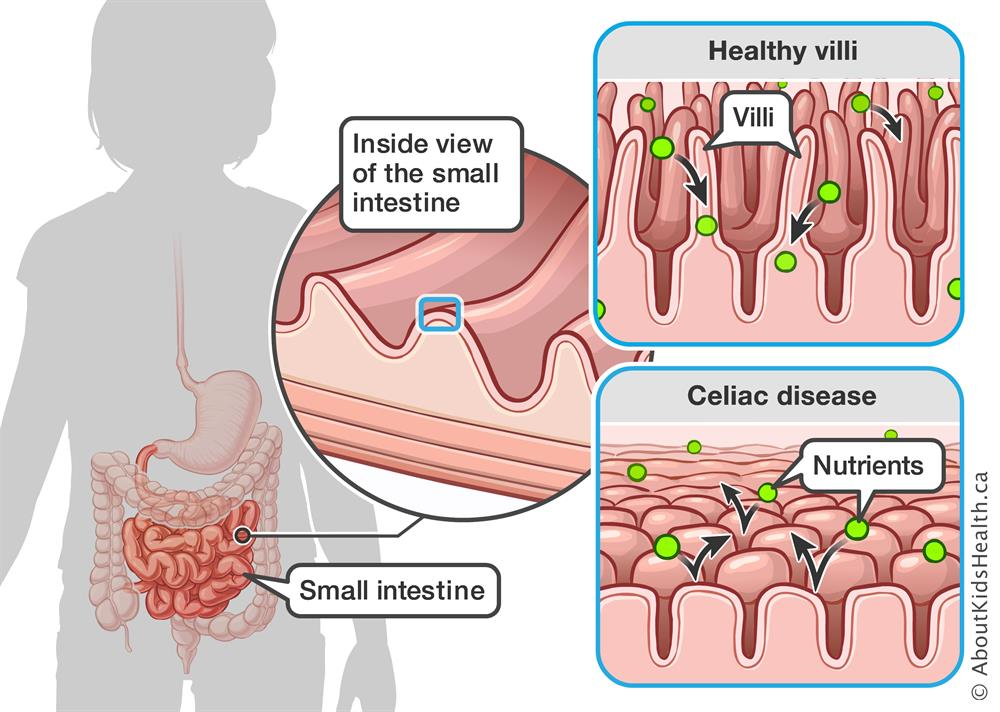 Healthy villi
Villi
Inside view
of the small
intestine
Celiac disease
Nutrients
Small intestine
© AboutKidsHealth.ca